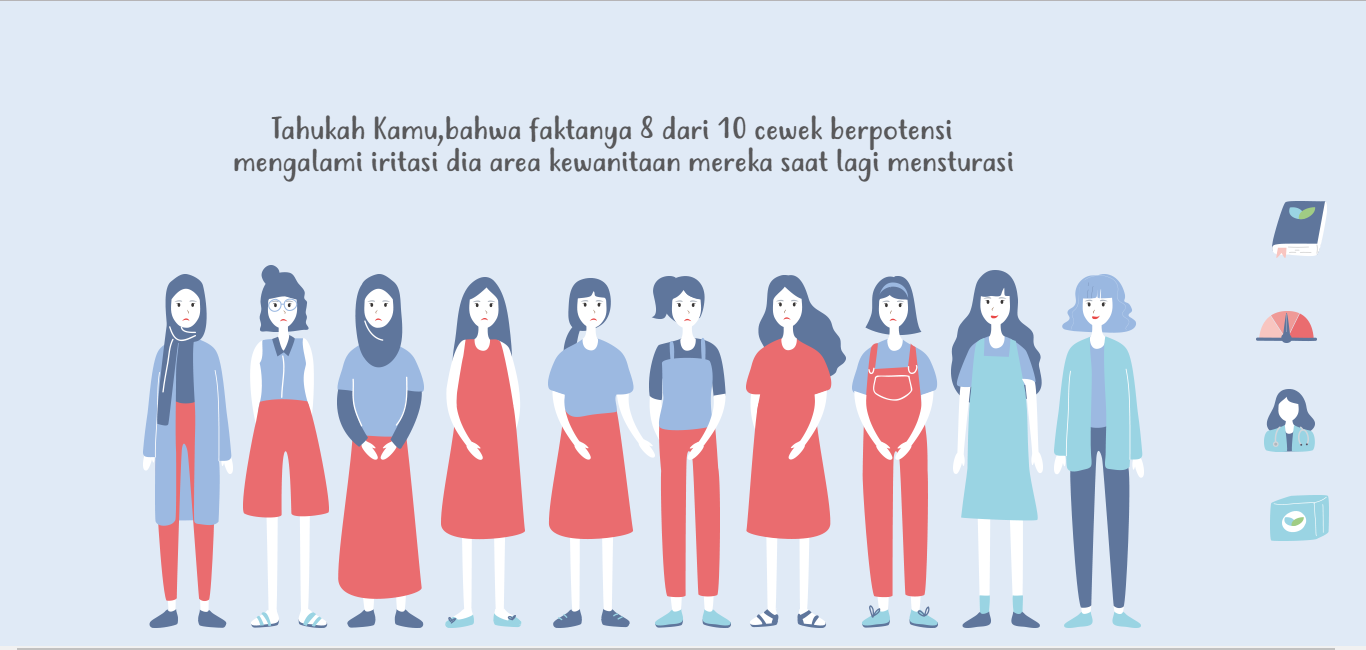 Tahukah Kamu,bahwa faktanya 8 dari 10 cewek berpotensi
mengalami iritasi dia area kewanitaan mereka saat lagi mensturasi